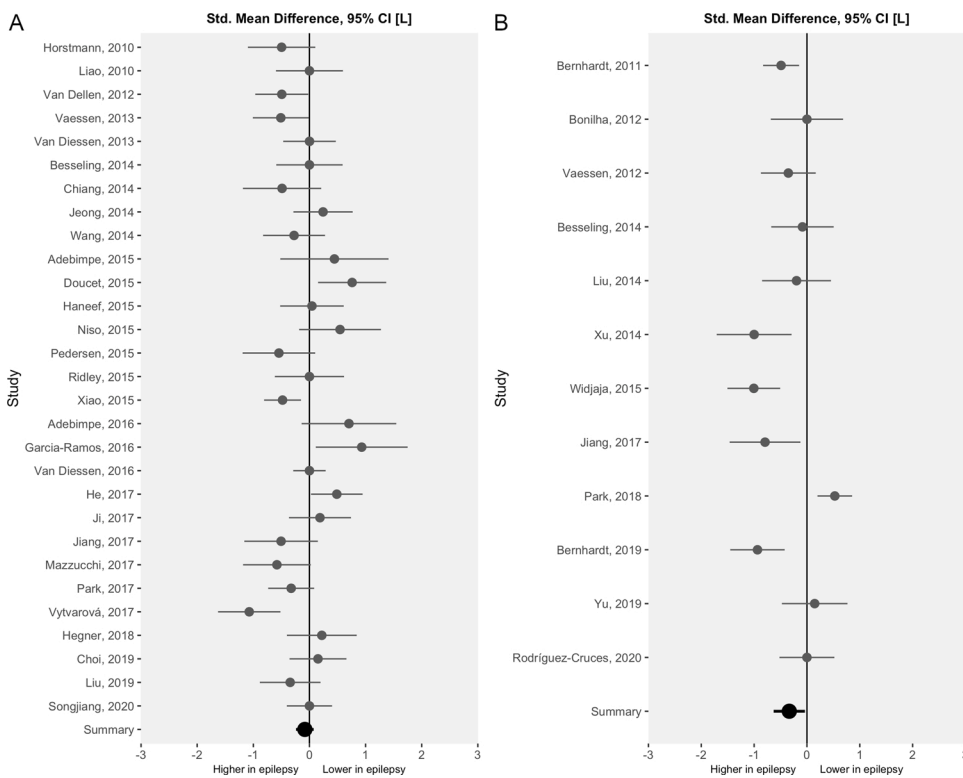 A
Std. Mean Difference, 95% CI [L]
Study
Horstmann, 2010
Liao, 2010
Van Dellen, 2012
Vaessen, 2013
Van Diessen, 2013
Besseling, 2014
Chiang, 2014
Jeong, 2014
Wang, 2014
Adebimpe, 2015
Doucet, 2015
Haneef, 2015
Niso, 2015
Pedersen, 2015
Ridley, 2015
Xiao, 2015
Adebimpe, 2016
Garcia-Ramos, 2016
Van Diessen, 2016
He, 2017
Ji, 2017
Jiang, 2017
Mazzucchi, 2017
Park, 2017
Vytvarová, 2017
Hegner, 2018
Choi, 2019
Liu, 2019
Songjiang, 2020
Summary
-3 -2 -1 0 1 2 3
Higher in epilepsy Lower in epilepsy
B
Std. Mean Difference, 95% CI [L]
Study
Bernhardt, 2011
Bonilha, 2012
Vaessen, 2012
Besseling, 2014
Liu, 2014
Xu, 2014
Widjaja, 2015
Jiang, 2017
Park, 2018
Bernhardt, 2019
Yu, 2019
Rodríguez-Cruces, 2020
Summary
-3 -2 -1 0 1 2 3
Higher in epilepsy Lower in epilepsy